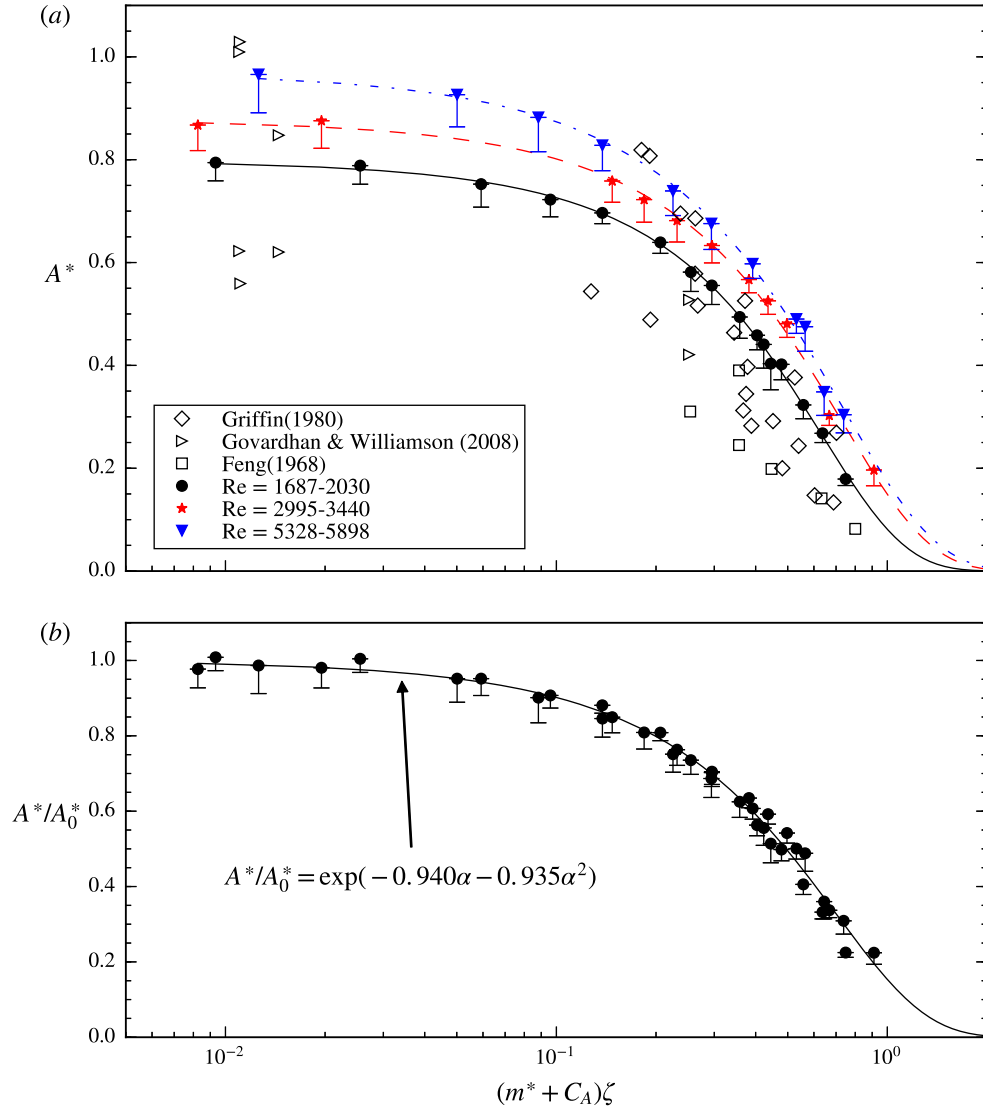 (a)
1.0
0.8
0.6
A*
0.4
0.2
0.0
Griffin(1980)
Govardhan & Williamson (2008)
Feng(1968)
Re = 1687-2030
Re = 2995-3440
Re = 5328-5898
(b)
1.0
0.8
0.6
A*/A₀*
0.4
0.2
0.0
A*/A₀* = exp(−0.940α−0.935α²)
10⁻² 10⁻¹ 10⁰
(m* + C_A)ζ